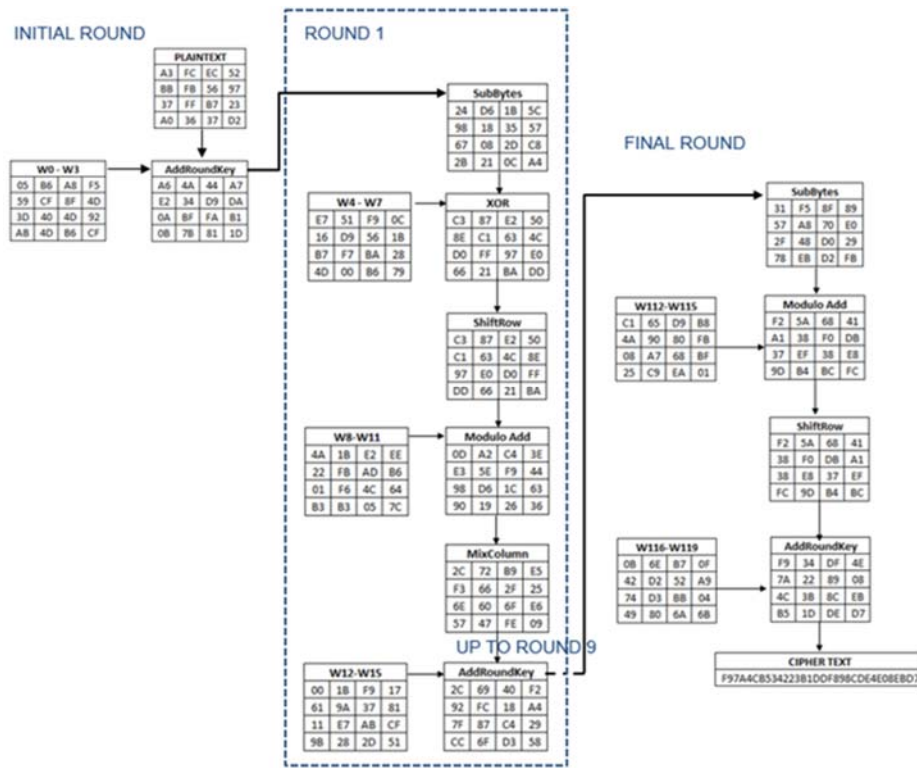 INITIAL ROUND
PLAINTEXT
A3 FC EC 52
BB FB 56 97
37 FF B7 23
A0 36 37 D2
W0 - W3
05 B6 A8 F5
59 CF 8F 4D
3D 40 4D 92
AB 4D B6 CF
AddRoundKey
A6 4A 44 A7
E2 34 D9 DA
0A BF FA B1
0B 7B 81 1D
ROUND 1
SubBytes
24 D6 1B 5C
98 18 35 57
67 08 2D C8
2B 21 0C A4
W4 - W7
E7 51 F9 0C
16 D9 56 1B
B7 F7 BA 28
4D 00 B6 79
XOR
C3 87 E2 50
8E C1 63 4C
D0 FF 97 E0
66 21 BA DD
ShiftRow
C3 87 E2 50
C1 63 4C 8E
97 E0 D0 FF
DD 66 21 BA
W8-W11
4A 1B E2 EE
22 FB AD B6
01 F6 4C 64
B3 B3 05 7C
Modulo Add
0D A2 C4 3E
E3 5E F9 44
98 D6 1C 63
90 19 26 36
MixColumn
2C 72 B9 E5
F3 66 2F 25
6E 60 6F E6
57 47 FE 09
UP TO ROUND 9
W12-W15
00 1B F9 17
61 9A 37 81
11 E7 AB CF
9B 28 2D 51
AddRoundKey
2C 69 40 F2
92 FC 18 A4
7F 87 C4 29
CC 6F D3 58
FINAL ROUND
SubBytes
31 F5 8F 89
57 A8 70 E0
2F 48 D0 29
78 EB D2 FB
W112-W115
C1 65 D9 B8
4A 90 80 FB
08 A7 68 BF
25 C9 EA 01
Modulo Add
F2 5A 68 41
A1 38 F0 DB
37 EF 38 E8
9D B4 BC FC
ShiftRow
F2 5A 68 41
38 F0 DB A1
38 E8 37 EF
FC 9D B4 BC
W116-W119
0B 6E B7 0F
42 D2 52 A9
74 D3 BB 04
49 80 6A 6B
AddRoundKey
F9 34 DF 4E
7A 22 89 08
4C 3B 8C EB
B5 1D DE D7
CIPHER TEXT
F97A4CB534223B1DDF898CDE4E08EBD7